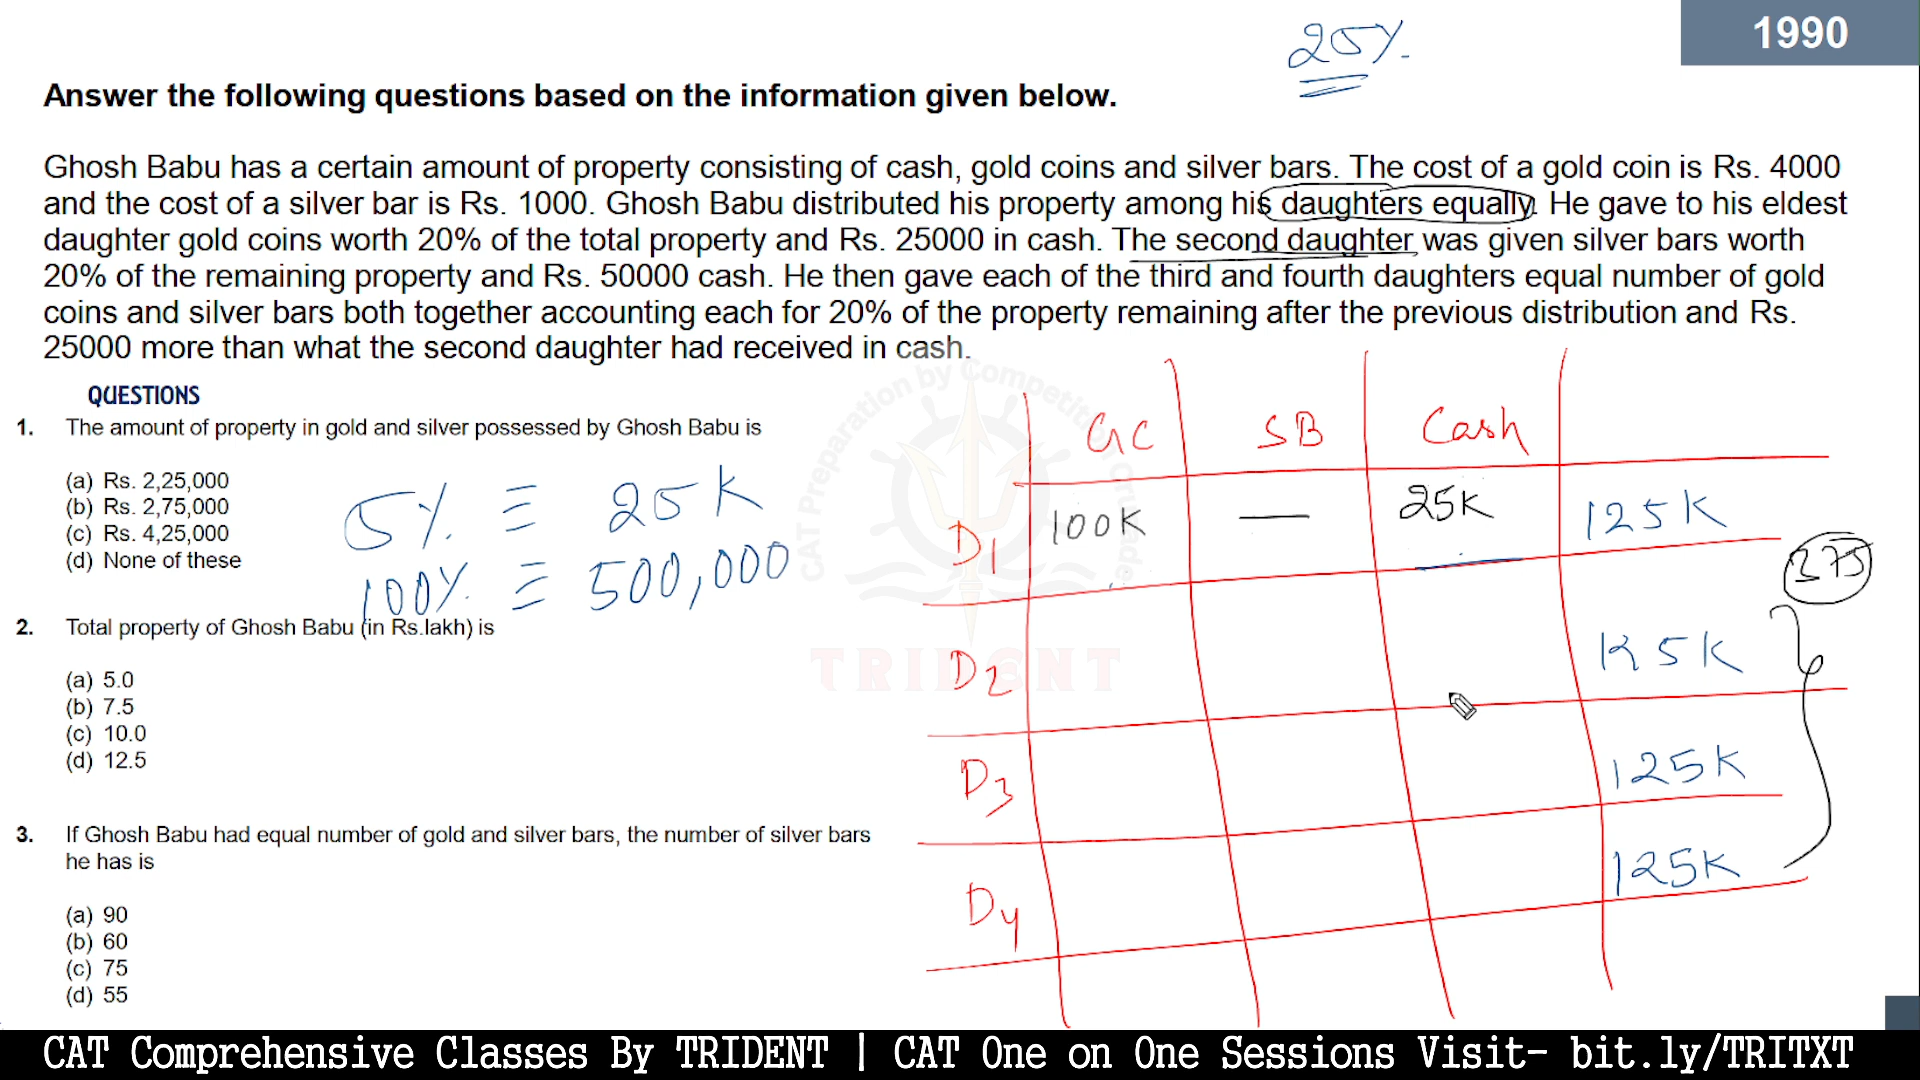 1990
25%.
Answer the following questions based on the information given below.
Ghosh Babu has a certain amount of property consisting of cash, gold coins and silver bars. The cost of a gold coin is Rs. 4000
and the cost of a silver bar is Rs. 1000. Ghosh Babu distributed his property among his daughters equally. He gave to his eldest
daughter gold coins worth 20% of the total property and Rs. 25000 in cash. The second daughter was given silver bars worth
20% of the remaining property and Rs. 50000 cash. He then gave each of the third and fourth daughters equal number of gold
coins and silver bars both together accounting each for 20% of the property remaining after the previous distribution and Rs.
25000 more than what the second daughter had received in cash.
QUESTIONS
1. The amount of property in gold and silver possessed by Ghosh Babu is
(a) Rs. 2,25,000
(b) Rs. 2,75,000
(c) Rs. 4,25,000
(d) None of these
5% ≡ 25K
100% ≡ 500,000
2. Total property of Ghosh Babu (in Rs.lakh) is
(a) 5.0
(b) 7.5
(c) 10.0
(d) 12.5
3. If Ghosh Babu had equal number of gold and silver bars, the number of silver bars
he has is
(a) 90
(b) 60
(c) 75
(d) 55
GC SB Cash
D1 100K — 25K 125K
375
D2 125K
D3 125K
D4 125K
CAT Preparation by Competition Crusade
TRIDENT
CAT Comprehensive Classes By TRIDENT | CAT One on One Sessions Visit- bit.ly/TRITXT